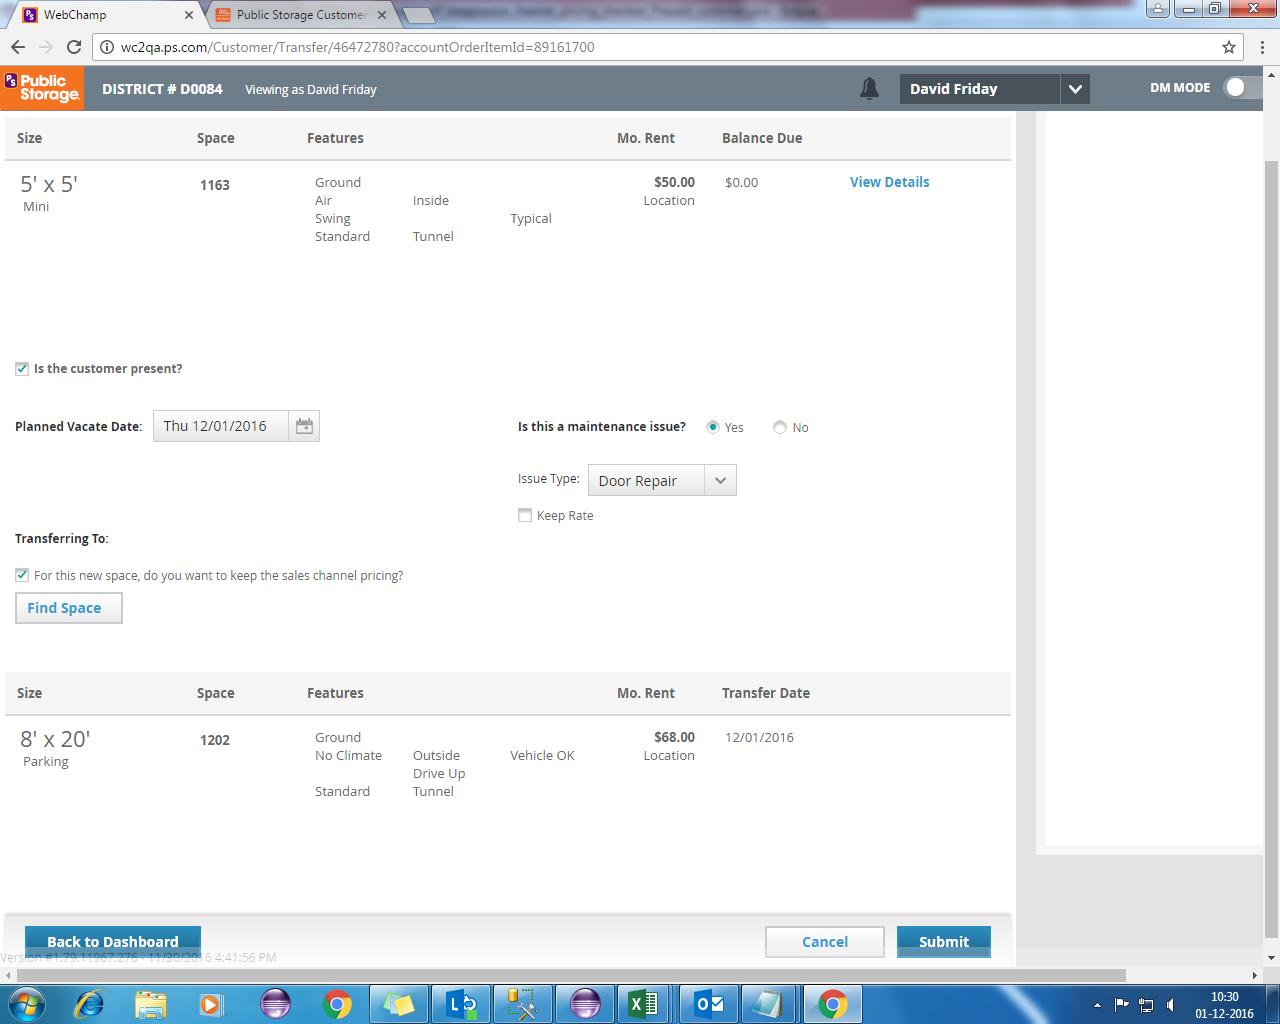 WebChamp
Public Storage Customer
wc2qa.ps.com/Customer/Transfer/46472780?accountOrderItemId=89161700
PS Public Storage.
DISTRICT # D0084 Viewing as David Friday David Friday DM MODE
Size Space Features Mo. Rent Balance Due
5' x 5' 1163 Ground $50.00 $0.00 View Details
Mini Air Inside Location
Swing Typical
Standard Tunnel
Is the customer present?
Planned Vacate Date: Thu 12/01/2016 Is this a maintenance issue? Yes No
Issue Type: Door Repair
Keep Rate
Transferring To:
For this new space, do you want to keep the sales channel pricing?
Find Space
Size Space Features Mo. Rent Transfer Date
8' x 20' 1202 Ground $68.00 12/01/2016
Parking No Climate Outside Vehicle OK Location
Drive Up
Standard Tunnel
Back to Dashboard Cancel Submit
Version #1.79.11967.276 - 11/30/2016 4:41:56 PM
10:30
01-12-2016